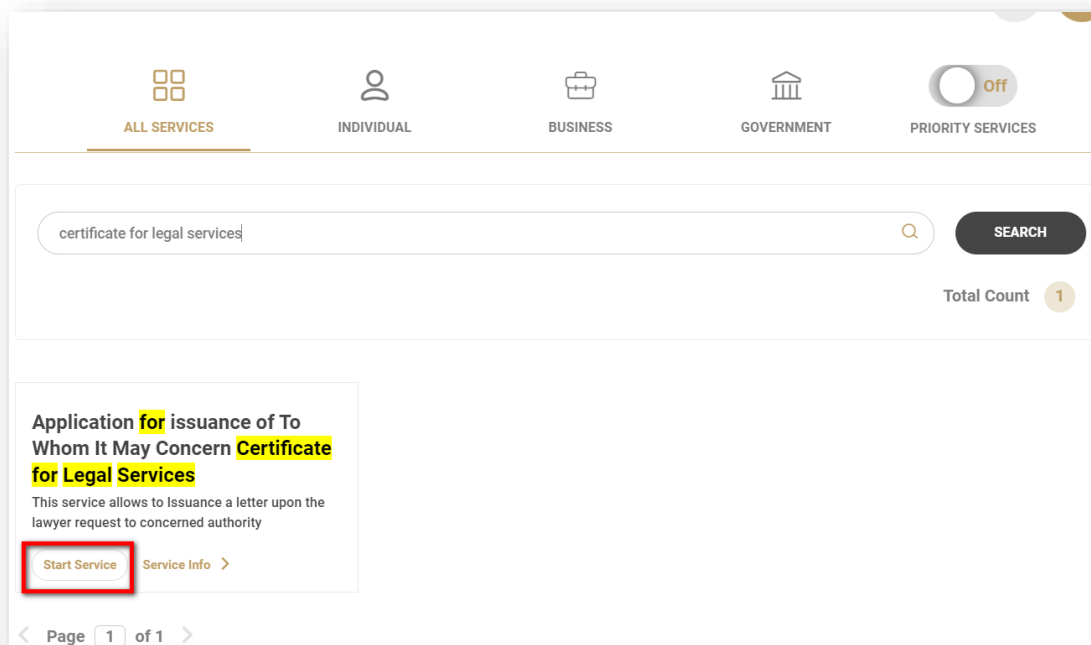 Off
ALL SERVICES
INDIVIDUAL
BUSINESS
GOVERNMENT
PRIORITY SERVICES
certificate for legal services
SEARCH
Total Count 1
Application for issuance of To
Whom It May Concern Certificate
for Legal Services
This service allows to Issuance a letter upon the
lawyer request to concerned authority
Start Service
Service Info
Page 1 of 1